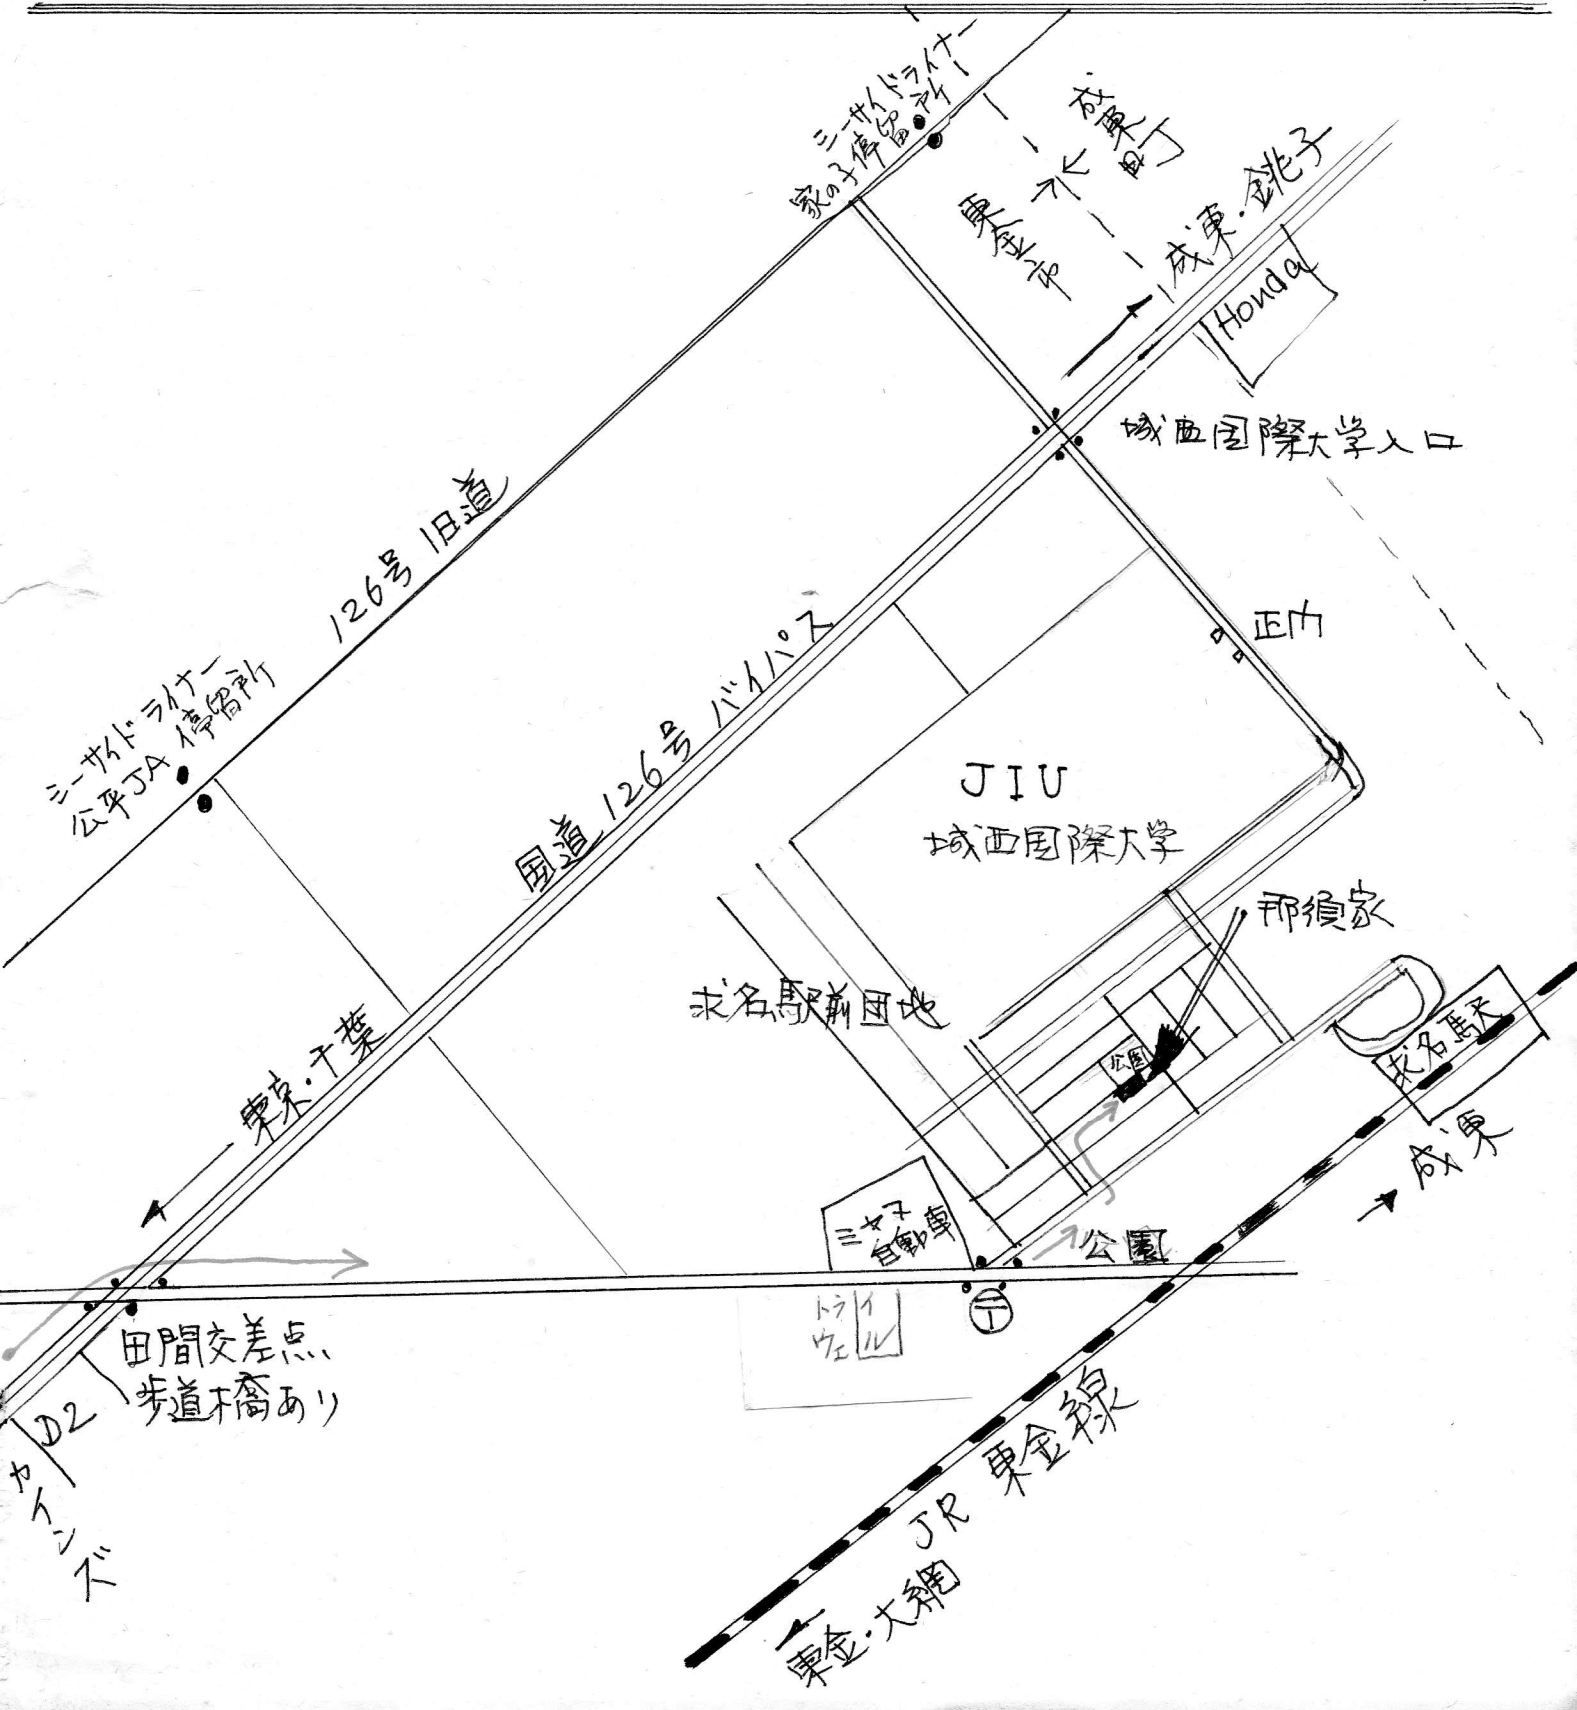 シーサイドライナー
家の子停留所
成東町
東金市
成東・銚子
Honda
城西国際大学入口
126号 旧道
正門
国道126号 バイパス
シーサイドライナー
公平JA 停留所
JIU
城西国際大学
那須家
求名駅前団地
求名駅
公園
東京・千葉
成東
三好
自動車
公園
〒
トライ
ウェル
田間交差点
歩道橋あり
D2
カインズ
JR 東金線
東金・大網